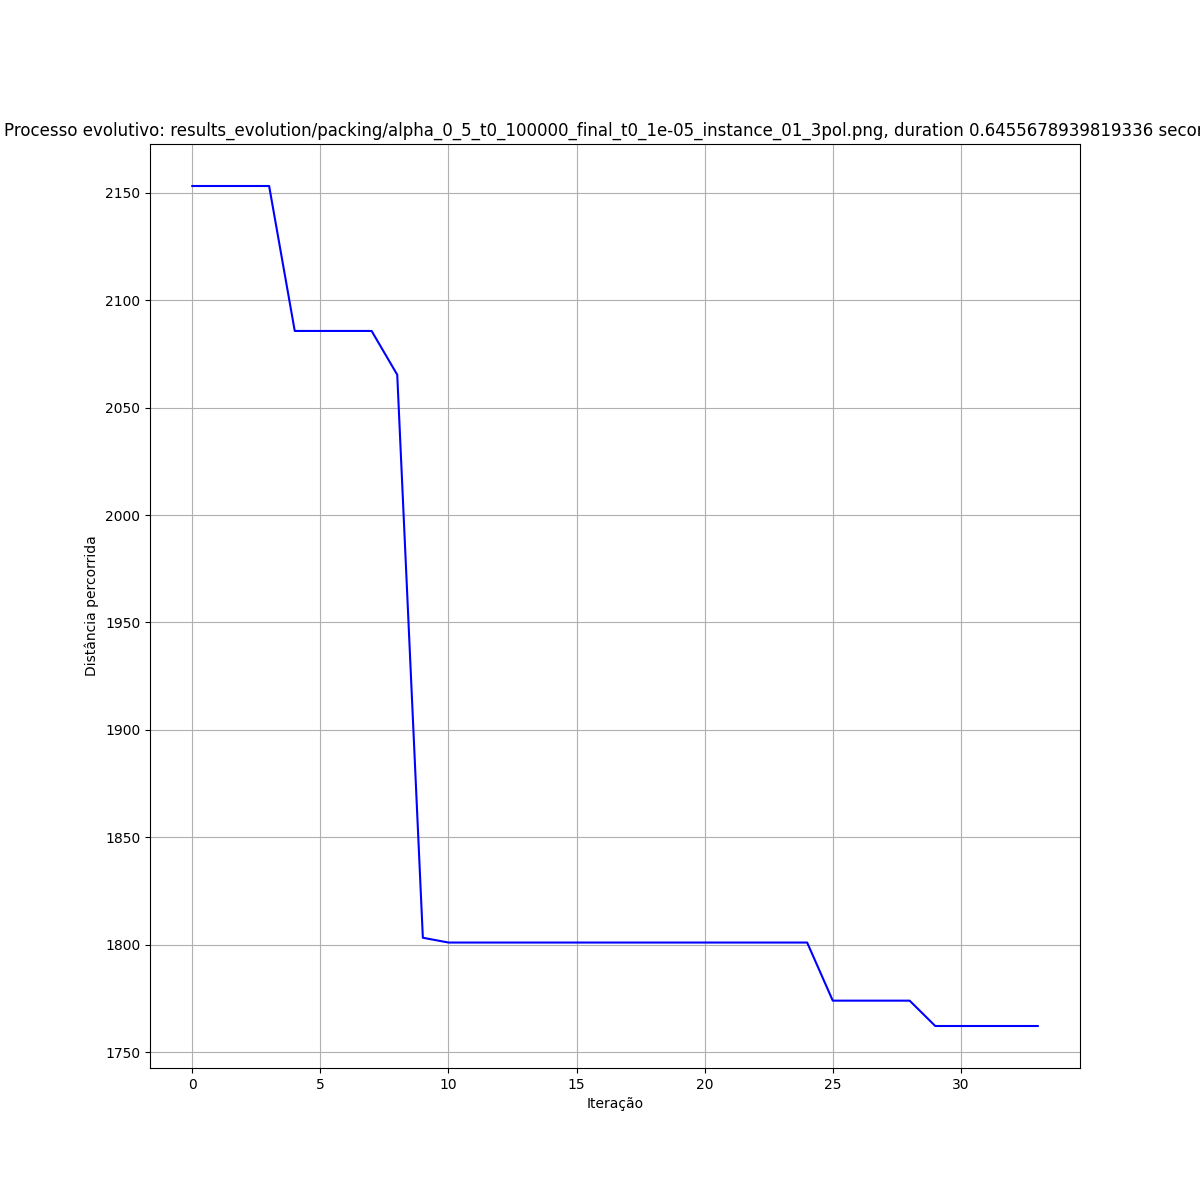 Processo evolutivo: results_evolution/packing/alpha_0_5_t0_100000_final_t0_1e-05_instance_01_3pol.png, duration 0.6455678939819336
2150
2100
2050
2000
1950
1900
1850
1800
1750
Distância percorrida
0 5 10 15 20 25 30
Iteração